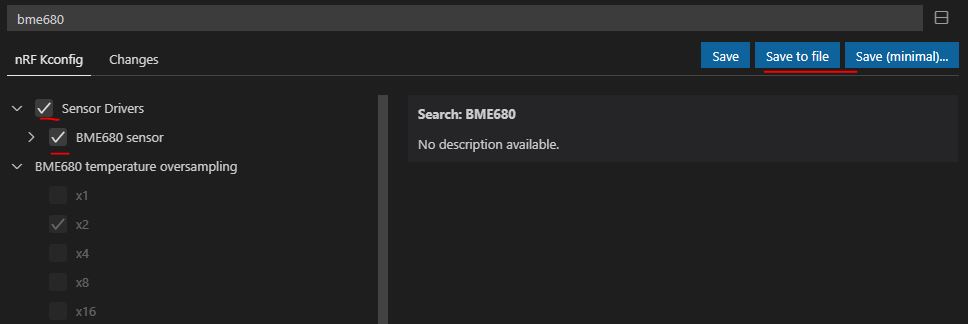 bme680
nRF Kconfig Changes Save Save to file Save (minimal)...
Sensor Drivers
Search: BME680
BME680 sensor
No description available.
BME680 temperature oversampling
x1
x2
x4
x8
x16